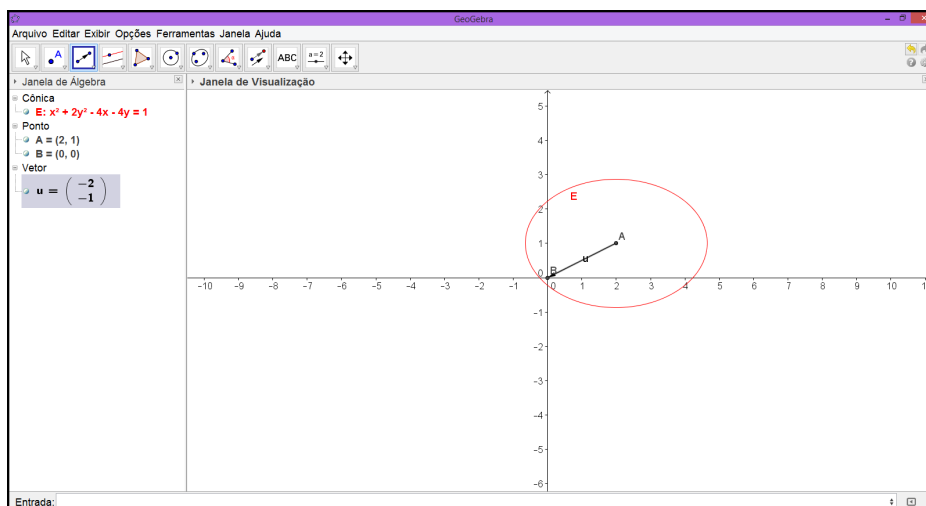 GeoGebra
Arquivo Editar Exibir Opções Ferramentas Janela Ajuda
A
ABC
a = 2
Janela de Álgebra
Janela de Visualização
Cônica
E: x² + 2y² - 4x - 4y = 1
Ponto
A = (2, 1)
B = (0, 0)
Vetor
u = ( −2
−1 )
5
4
3
E
2
A
1
u
B
0
−10 −9 −8 −7 −6 −5 −4 −3 −2 −1 0 1 2 3 4 5 6 7 8 9 10 11
−1
−2
−3
−4
−5
−6
Entrada: